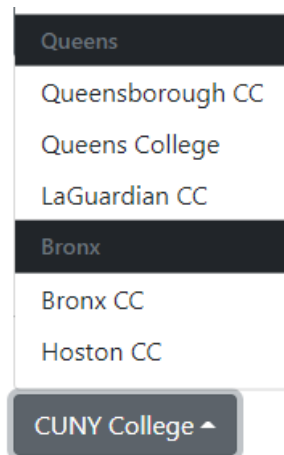 Queens
Queensborough CC
Queens College
LaGuardian CC
Bronx
Bronx CC
Hoston CC
CUNY College